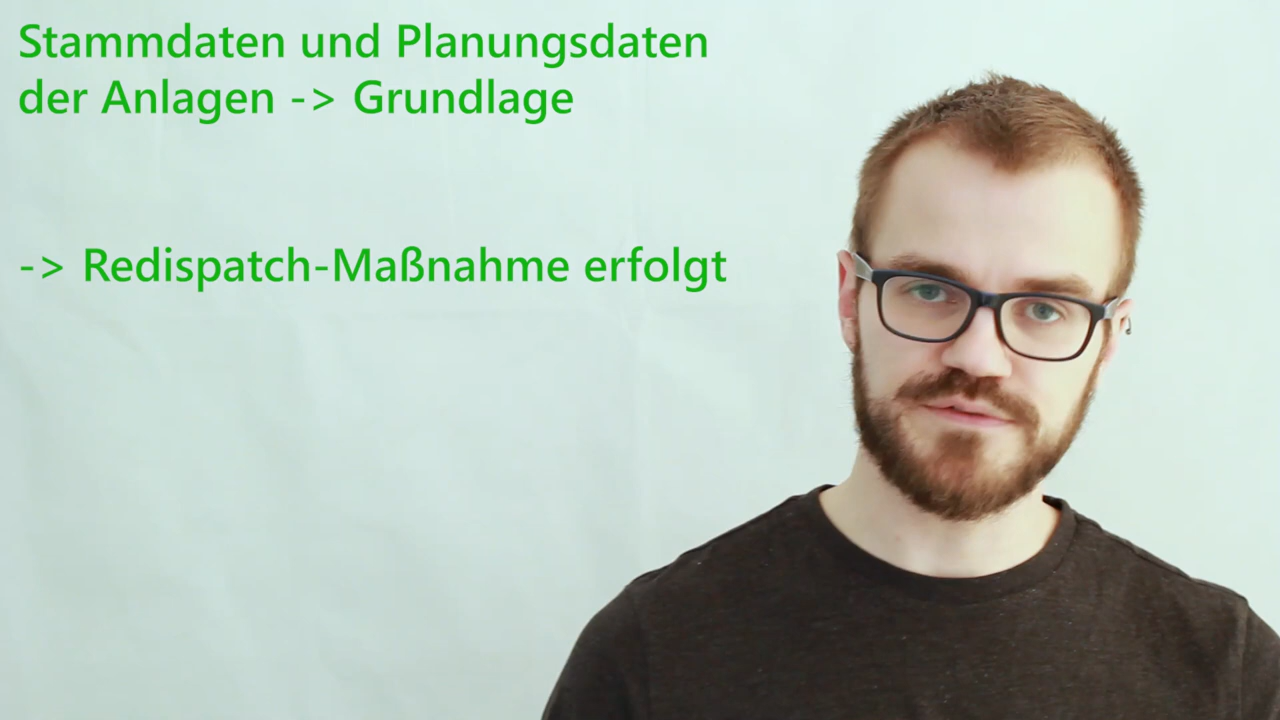 Stammdaten und Planungsdaten
der Anlagen -> Grundlage
-> Redispatch-Maßnahme erfolgt